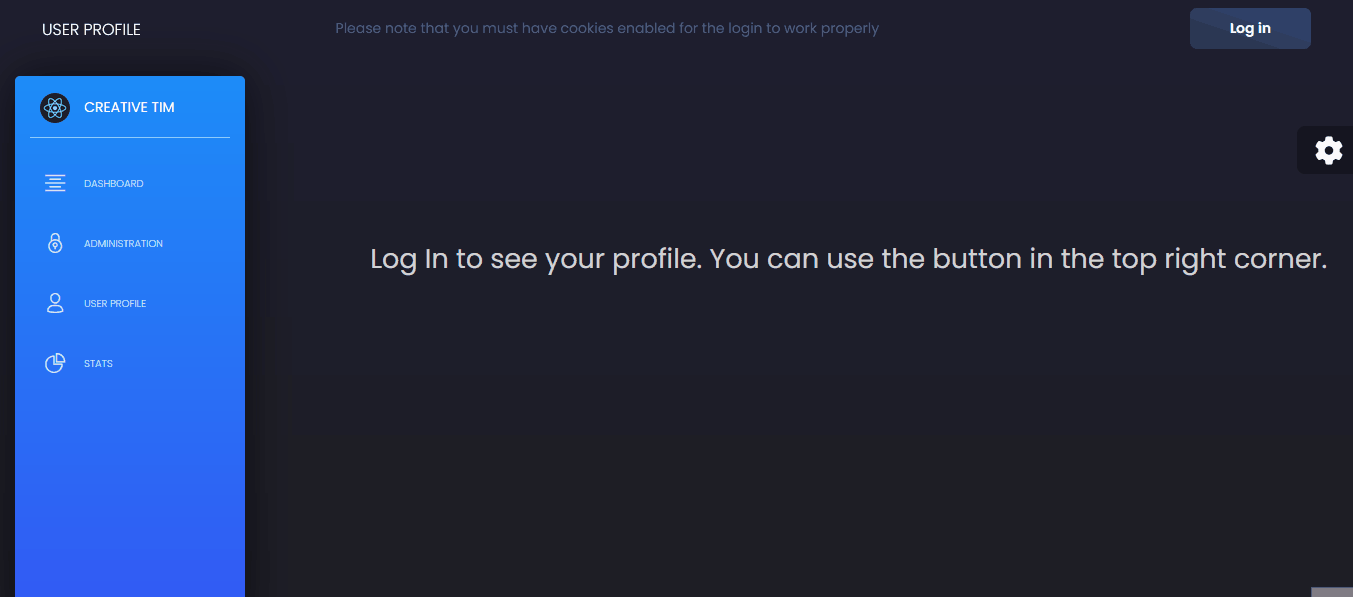 USER PROFILE
Please note that you must have cookies enabled for the login to work properly
Log in
CREATIVE TIM
DASHBOARD
ADMINISTRATION
USER PROFILE
STATS
Log In to see your profile. You can use the button in the top right corner.